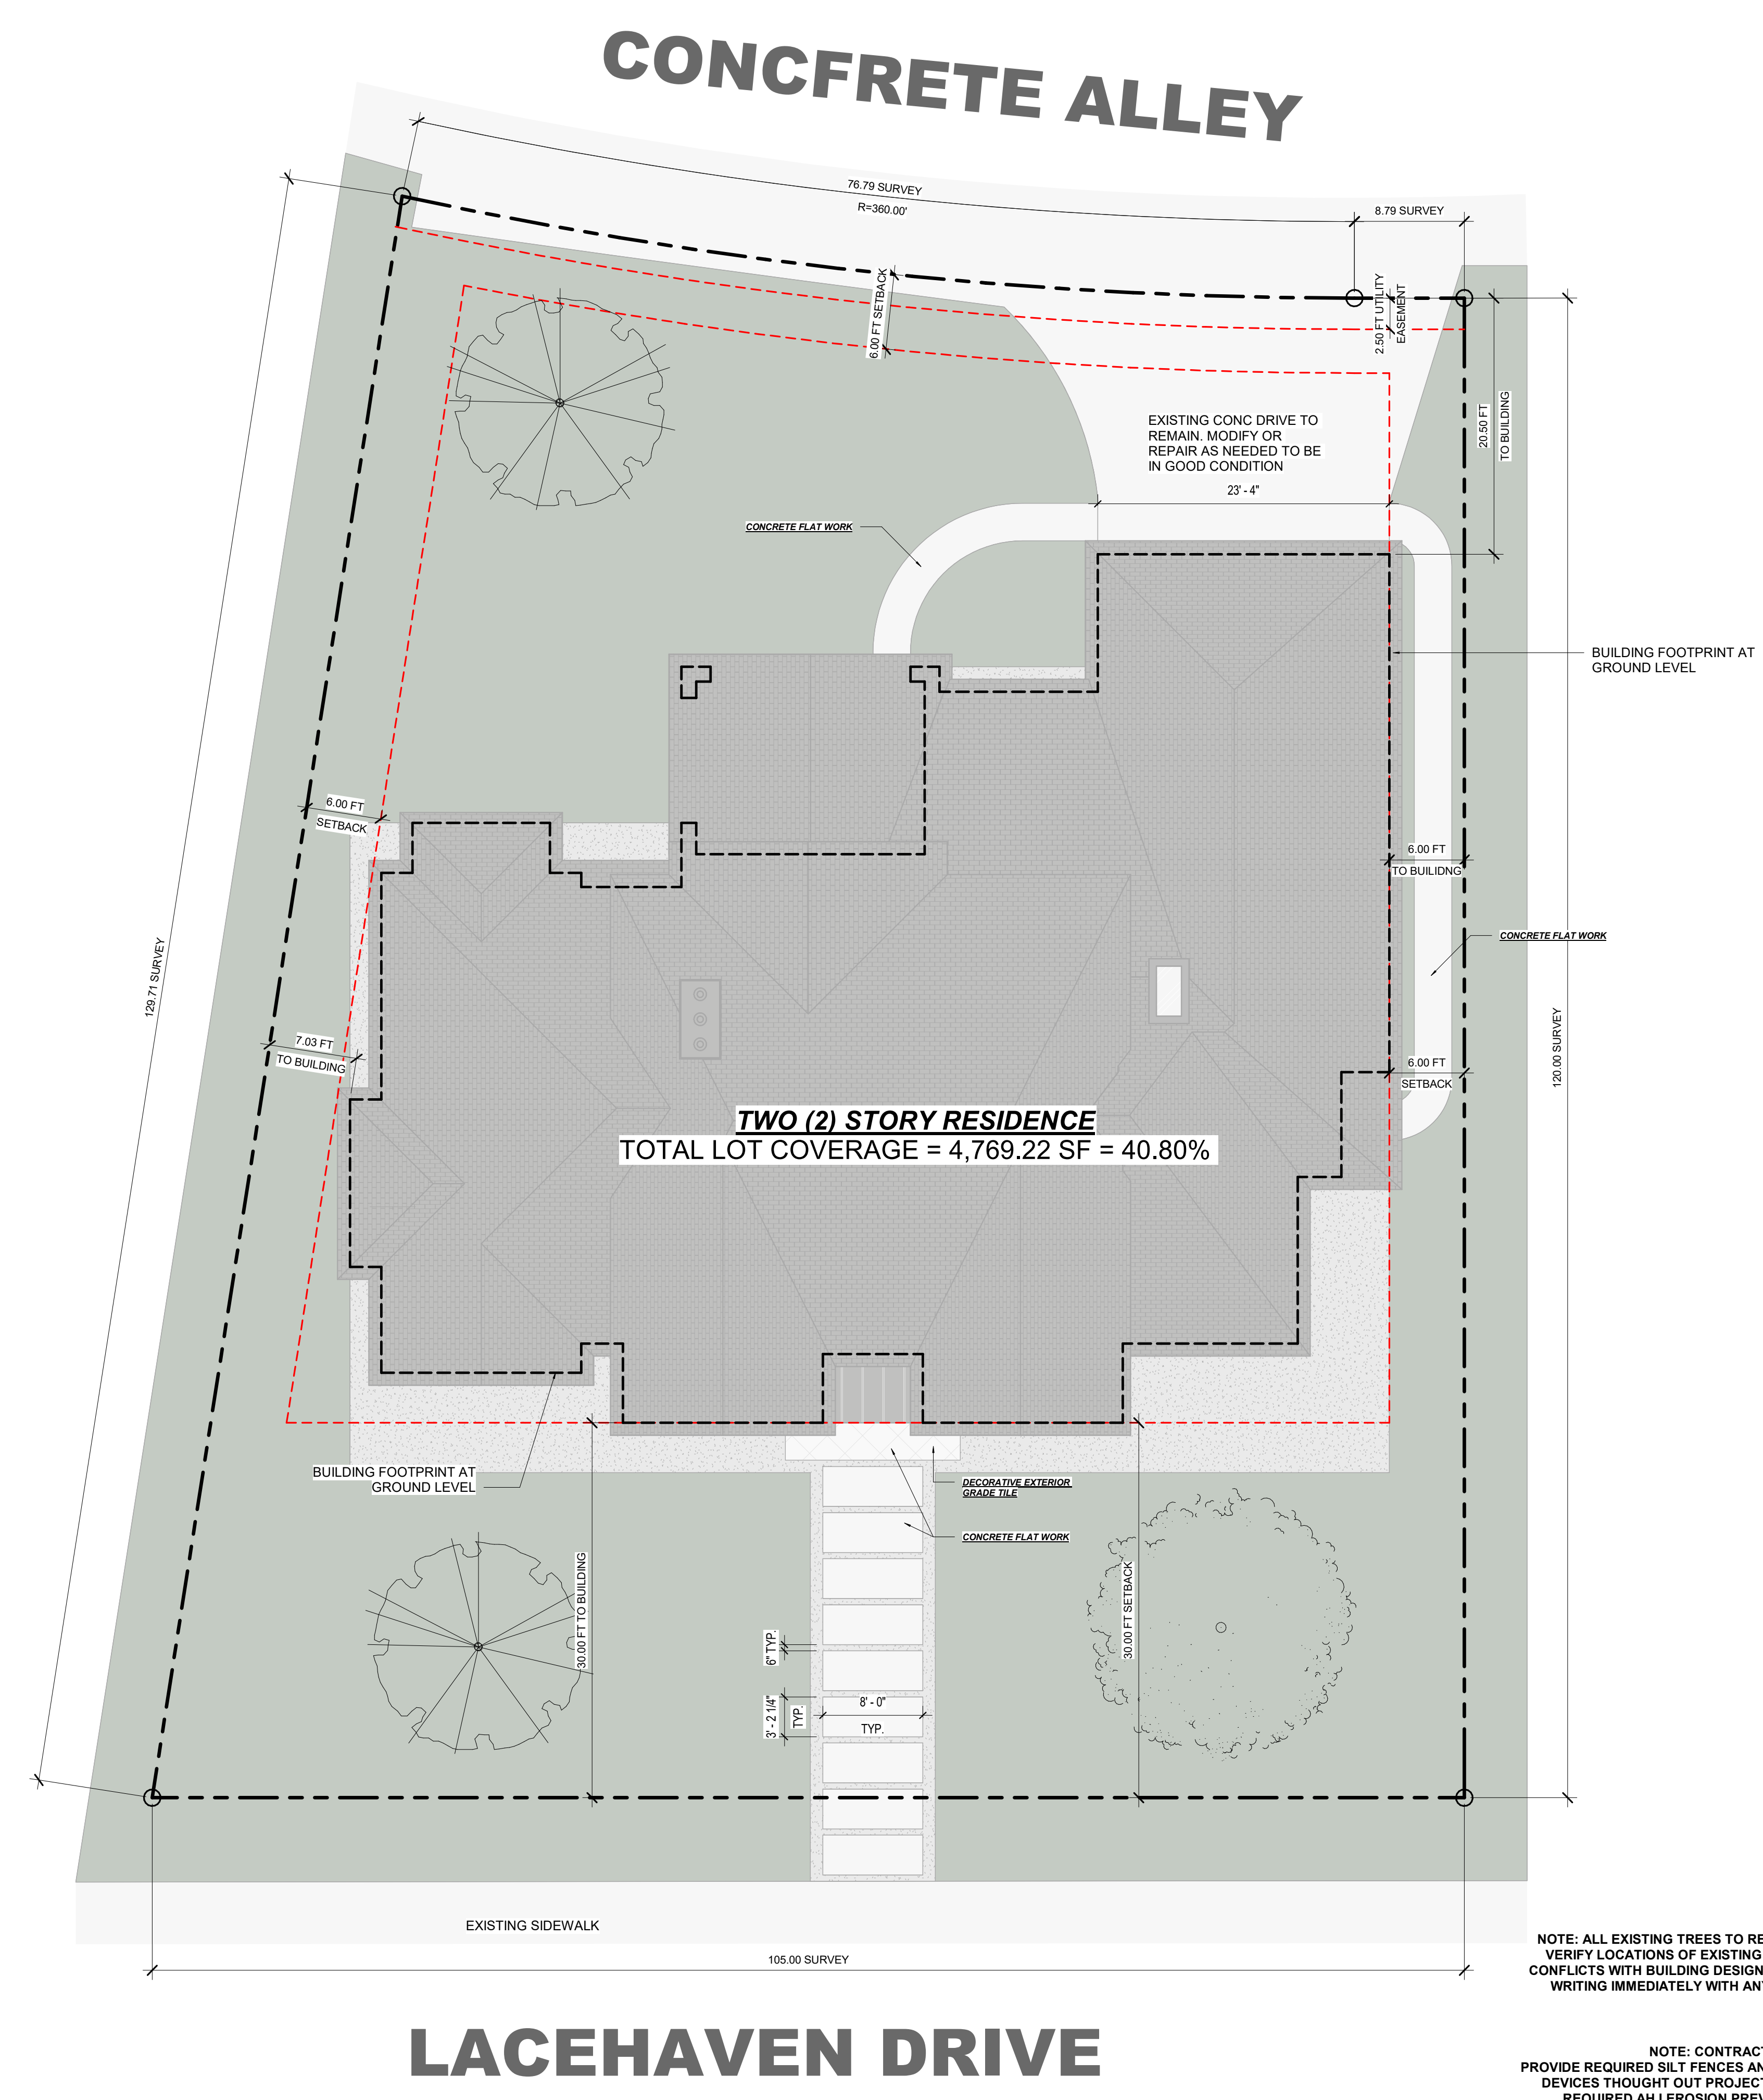 CONCFRETE ALLEY
76.79 SURVEY
R=360.00'
8.79 SURVEY
6.00 FT SETBACK
2.50 FT UTILITY
EASEMENT
20.50 FT
TO BUILDING
EXISTING CONC DRIVE TO
REMAIN. MODIFY OR
REPAIR AS NEEDED TO BE
IN GOOD CONDITION
23' - 4"
CONCRETE FLAT WORK
BUILDING FOOTPRINT AT
GROUND LEVEL
6.00 FT
SETBACK
6.00 FT
TO BUILIDNG
CONCRETE FLAT WORK
129.71 SURVEY
7.03 FT
TO BUILDING
6.00 FT
SETBACK
120.00 SURVEY
TWO (2) STORY RESIDENCE
TOTAL LOT COVERAGE = 4,769.22 SF = 40.80%
BUILDING FOOTPRINT AT
GROUND LEVEL
DECORATIVE EXTERIOR
GRADE TILE
CONCRETE FLAT WORK
30.00 FT TO BUILDING
30.00 FT SETBACK
6" TYP.
3' - 2 1/4"
TYP.
8' - 0"
TYP.
EXISTING SIDEWALK
105.00 SURVEY
NOTE: ALL EXISTING TREES TO RE
VERIFY LOCATIONS OF EXISTING
CONFLICTS WITH BUILDING DESIGN
WRITING IMMEDIATELY WITH AN
LACEHAVEN DRIVE
NOTE: CONTRACT
PROVIDE REQUIRED SILT FENCES AN
DEVICES THOUGHT OUT PROJECT
REQUIRED AHJ EROSION PREV